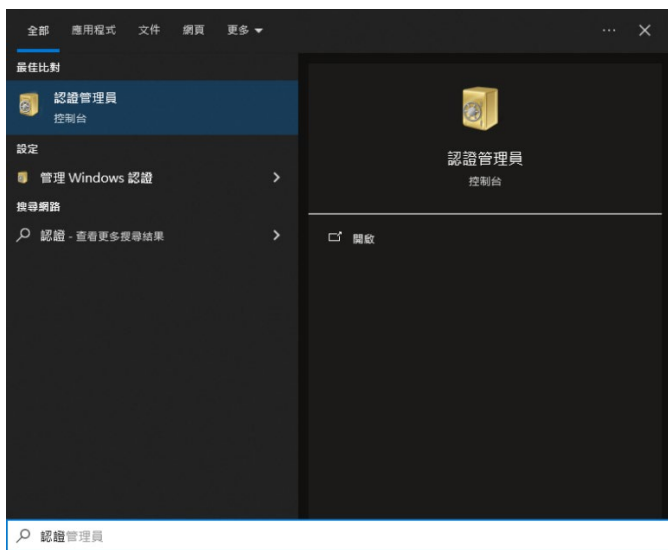 全部 應用程式 文件 網頁 更多
最佳比對
認證管理員
控制台
設定
管理 Windows 認證
搜尋網路
認證 - 查看更多搜尋結果
認證管理員
控制台
開啟
認證管理員